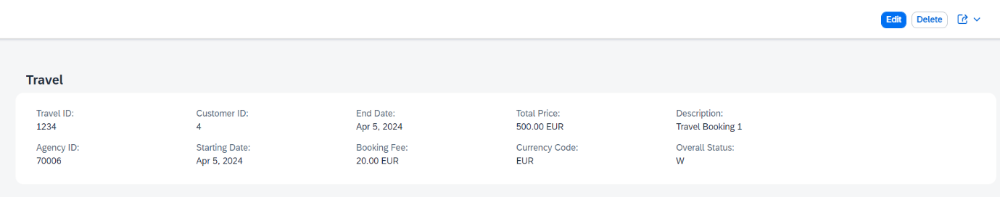 Edit Delete
Travel
Travel ID: Customer ID: End Date: Total Price: Description:
1234 4 Apr 5, 2024 500.00 EUR Travel Booking 1
Agency ID: Starting Date: Booking Fee: Currency Code: Overall Status:
70006 Apr 5, 2024 20.00 EUR EUR W